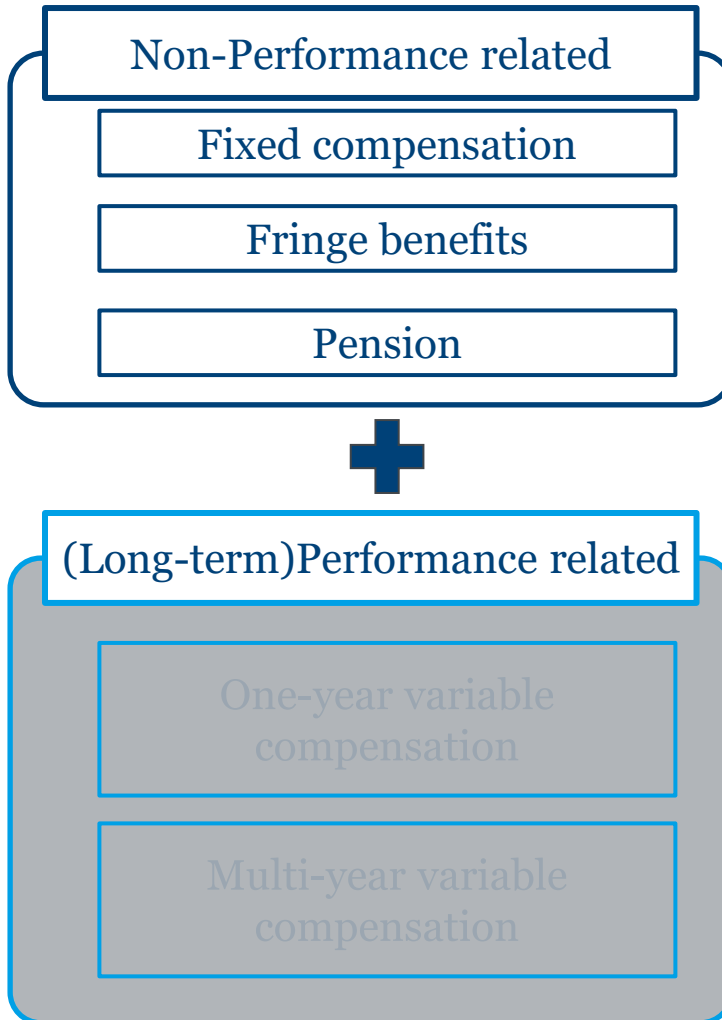 Non-Performance related
Fixed compensation
Fringe benefits
Pension
(Long-term)Performance related
One-year variable
compensation
Multi-year variable
compensation